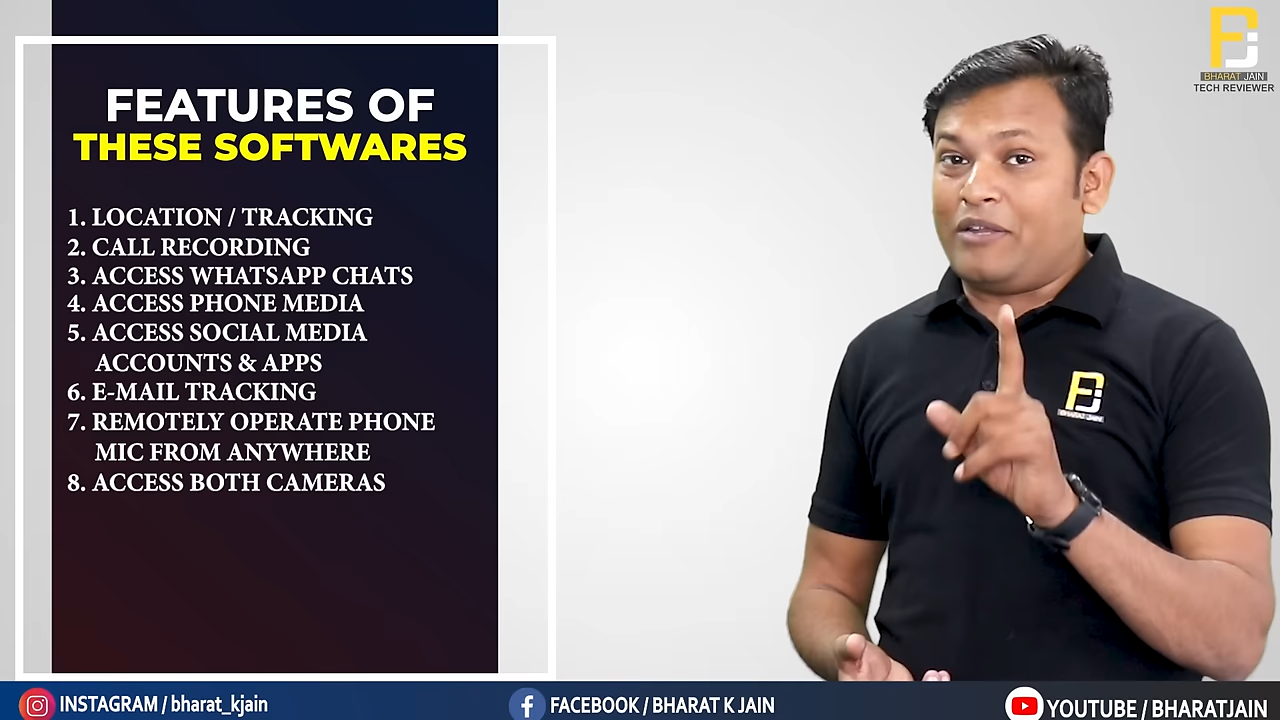 FEATURES OF
THESE SOFTWARES
1. LOCATION / TRACKING
2. CALL RECORDING
3. ACCESS WHATSAPP CHATS
4. ACCESS PHONE MEDIA
5. ACCESS SOCIAL MEDIA
ACCOUNTS & APPS
6. E-MAIL TRACKING
7. REMOTELY OPERATE PHONE
MIC FROM ANYWHERE
8. ACCESS BOTH CAMERAS
BHARAT JAIN
TECH REVIEWER
BHARAT JAIN
INSTAGRAM / bharat_kjain
FACEBOOK / BHARAT K JAIN
YOUTUBE / BHARATJAIN